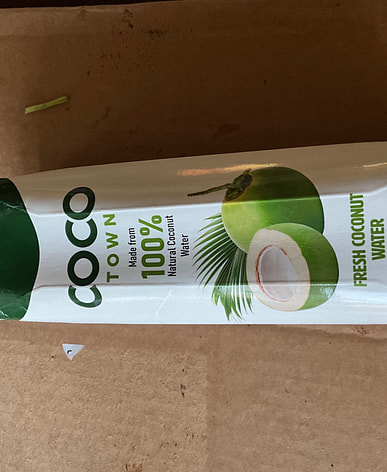 COCO
TOWN
Made from
100%
Natural Coconut
Water
FRESH COCONUT
WATER